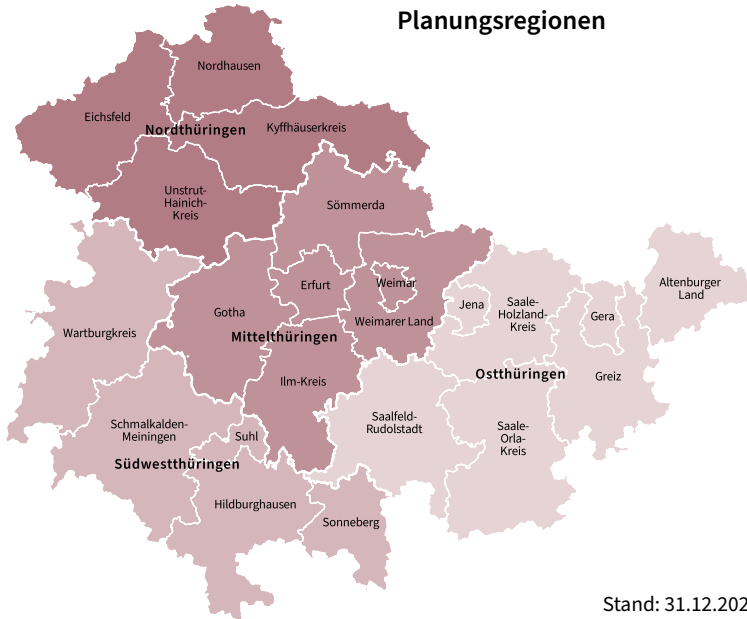 Planungsregionen
Nordhausen
Eichsfeld
Nordthüringen
Kyffhäuserkreis
Unstrut-
Hainich-
Kreis
Sömmerda
Erfurt
Weimar
Gotha
Weimarer Land
Mittelthüringen
Ilm-Kreis
Wartburgkreis
Jena
Saale-
Holzland-
Kreis
Gera
Altenburger
Land
Ostthüringen
Greiz
Saalfeld-
Rudolstadt
Saale-
Orla-
Kreis
Schmalkalden-
Meiningen
Suhl
Südwestthüringen
Hildburghausen
Sonneberg
Stand: 31.12.202